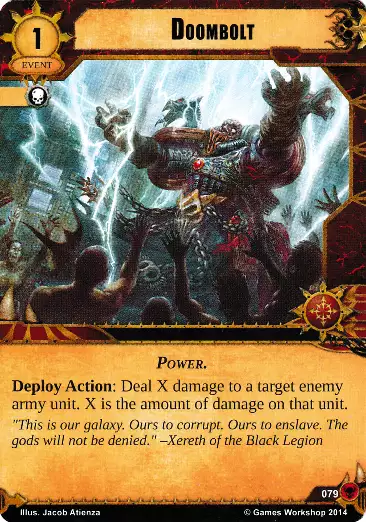 1
DOOMBOLT
EVENT
POWER.
Deploy Action: Deal X damage to a target enemy
army unit. X is the amount of damage on that unit.
"This is our galaxy. Ours to corrupt. Ours to enslave. The
gods will not be denied." –Xereth of the Black Legion
079
Illus. Jacob Atienza
© Games Workshop 2014